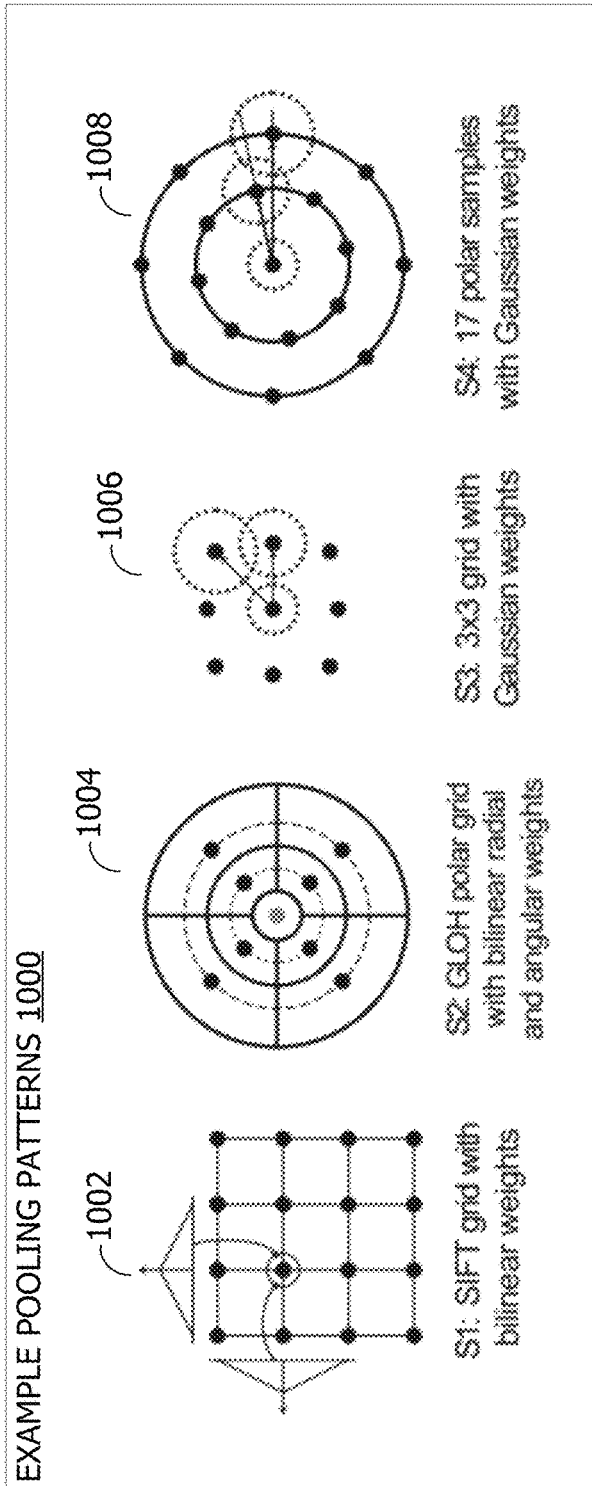 EXAMPLE POOLING PATTERNS 1000
1002
S1: SIFT grid with
bilinear weights
1004
S2: GLOH polar grid
with bilinear radial
and angular weights
1006
S3: 3x3 grid with
Gaussian weights
1008
S4: 17 polar samples
with Gaussian weights